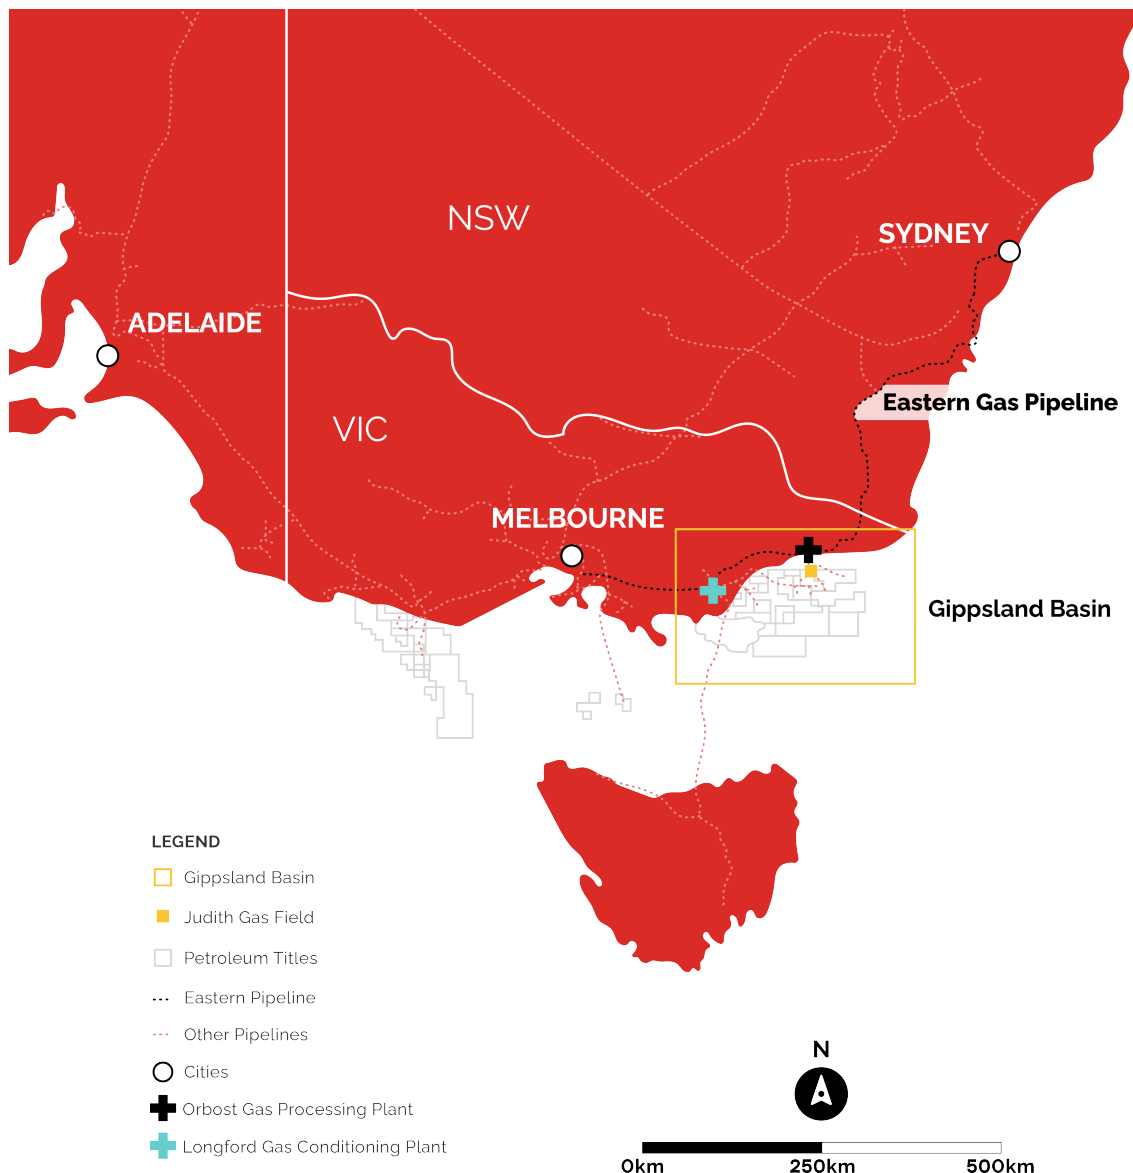 NSW
SYDNEY
ADELAIDE
Eastern Gas Pipeline
VIC
MELBOURNE
Gippsland Basin
LEGEND
Gippsland Basin
Judith Gas Field
Petroleum Titles
Eastern Pipeline
Other Pipelines
Cities
Orbost Gas Processing Plant
Longford Gas Conditioning Plant
N
0km 250km 500km